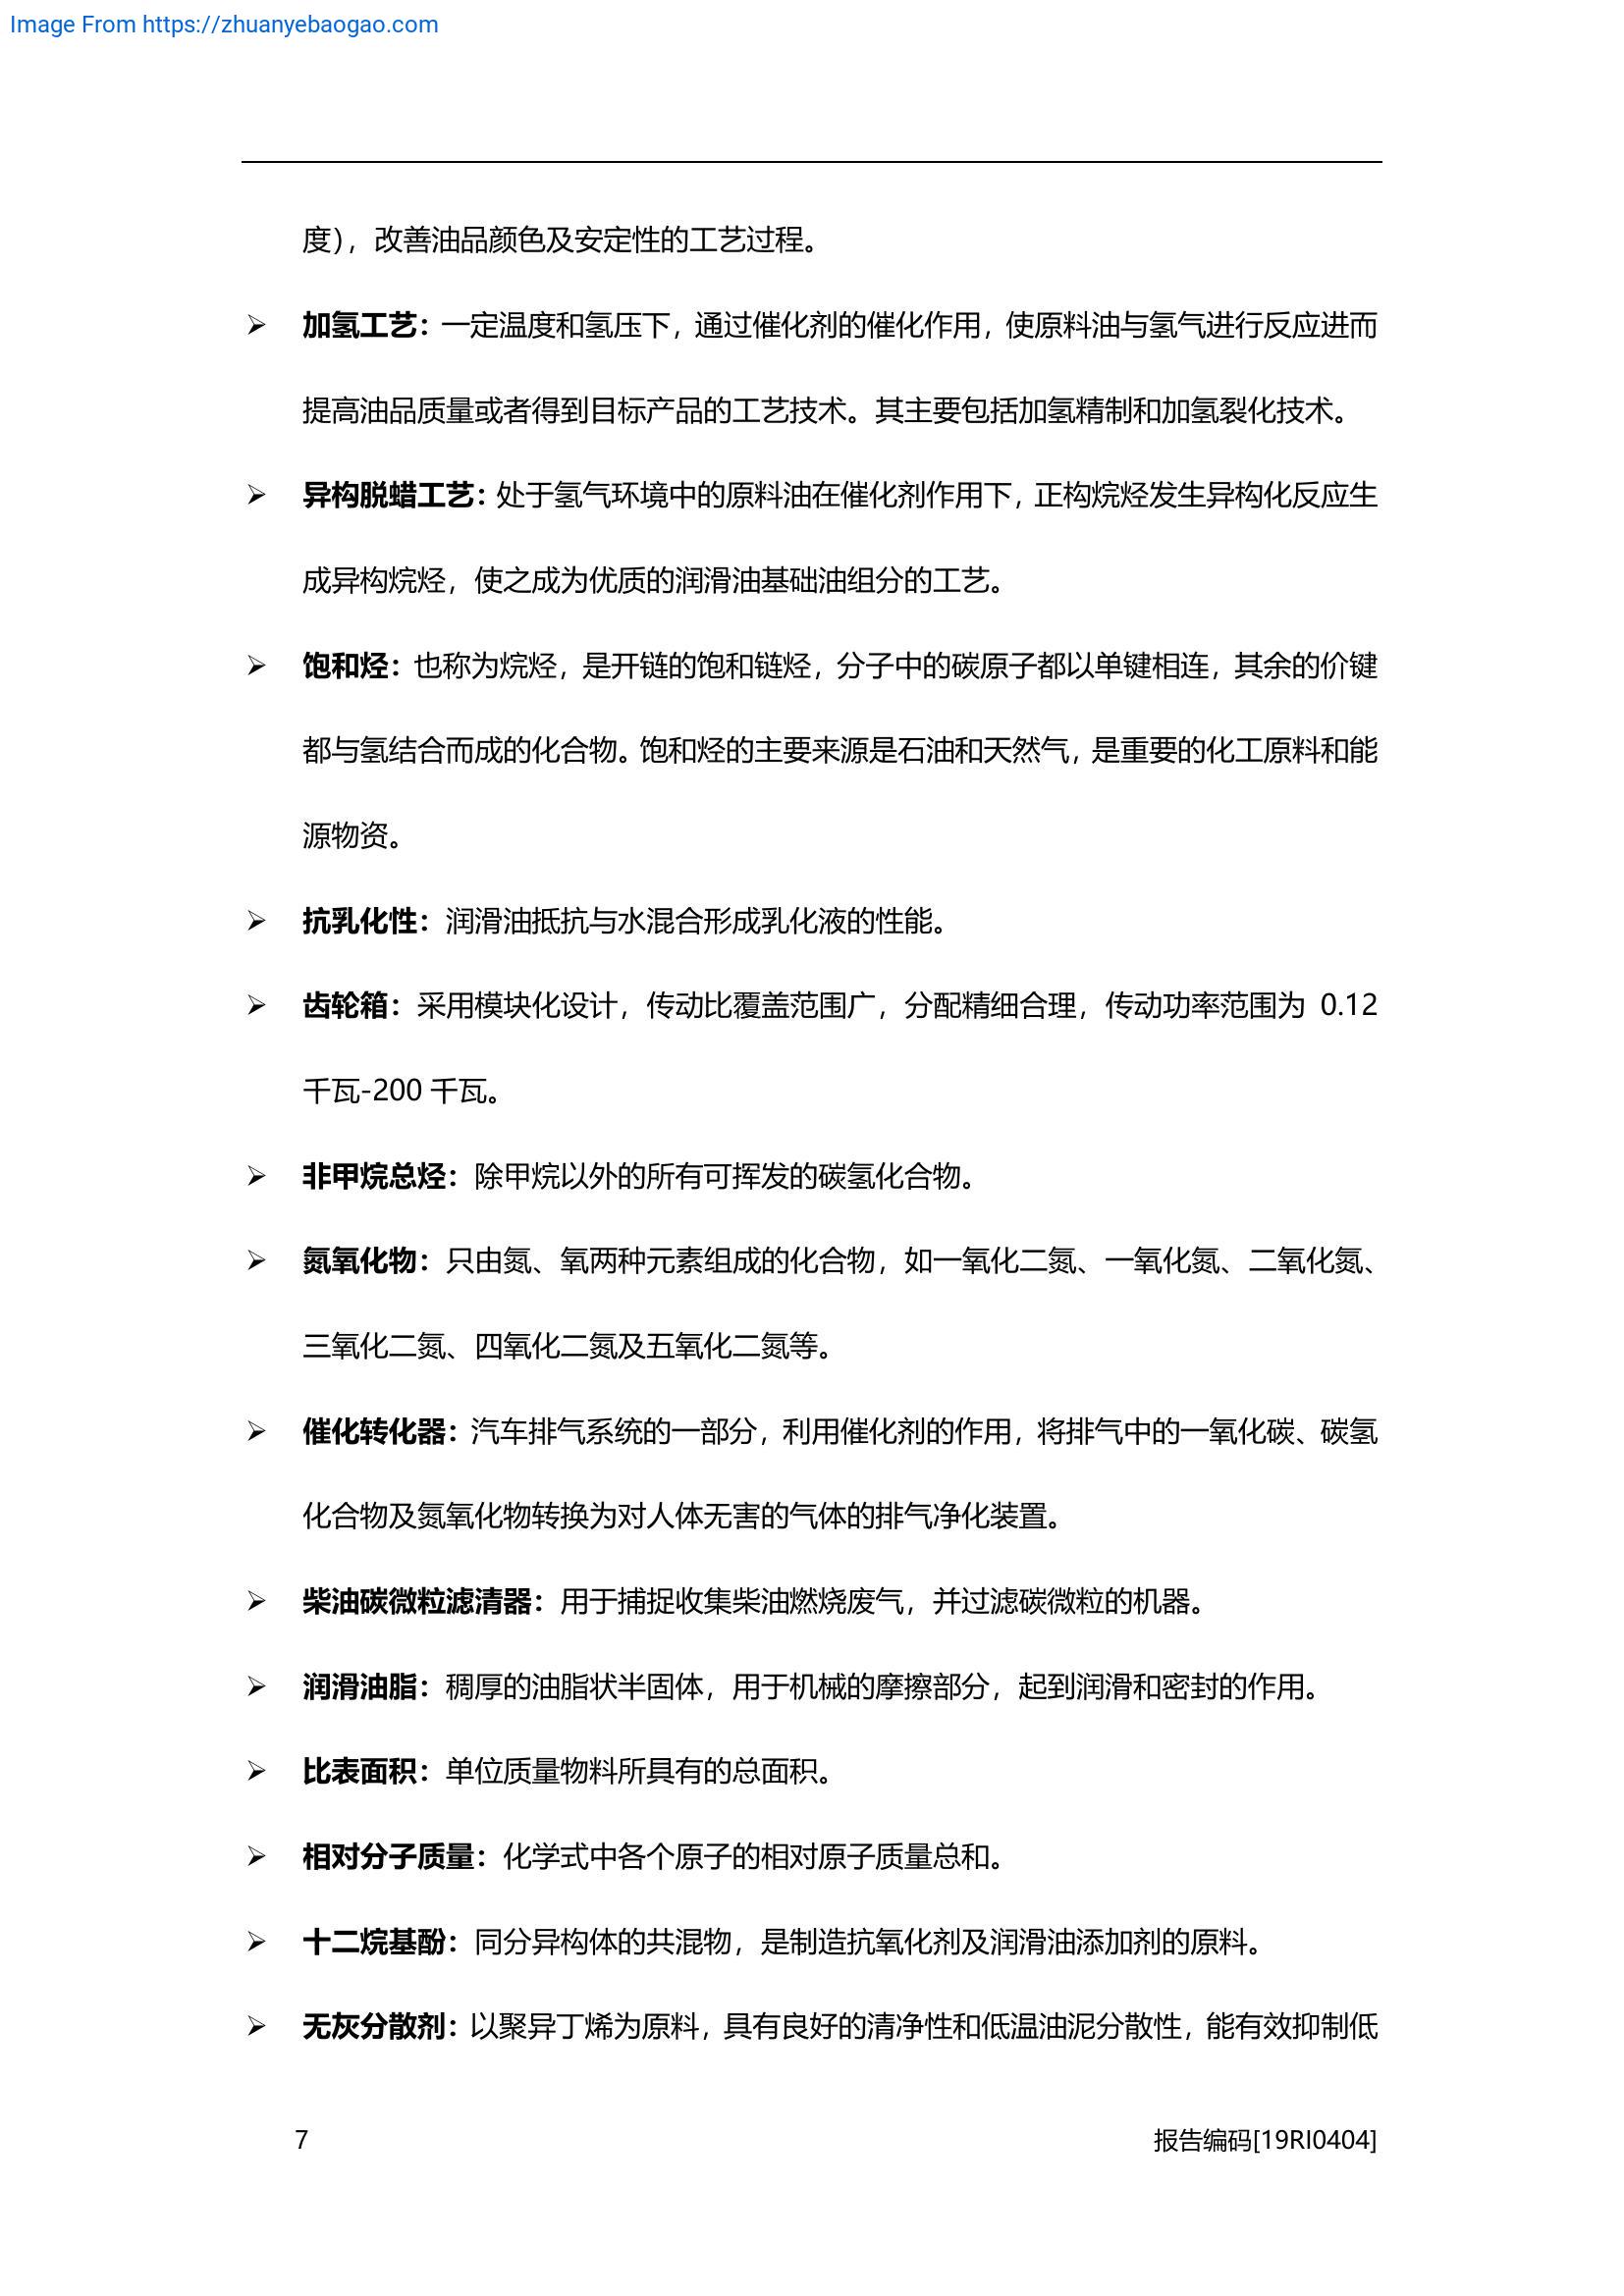 Image From https://zhuanyebaogao.com
度），改善油品颜色及安定性的工艺过程。
➢ 加氢工艺：一定温度和氢压下，通过催化剂的催化作用，使原料油与氢气进行反应进而
提高油品质量或者得到目标产品的工艺技术。其主要包括加氢精制和加氢裂化技术。
➢ 异构脱蜡工艺：处于氢气环境中的原料油在催化剂作用下，正构烷烃发生异构化反应生
成异构烷烃，使之成为优质的润滑油基础油组分的工艺。
➢ 饱和烃：也称为烷烃，是开链的饱和链烃，分子中的碳原子都以单键相连，其余的价键
都与氢结合而成的化合物。饱和烃的主要来源是石油和天然气，是重要的化工原料和能
源物资。
➢ 抗乳化性：润滑油抵抗与水混合形成乳化液的性能。
➢ 齿轮箱：采用模块化设计，传动比覆盖范围广，分配精细合理，传动功率范围为 0.12
千瓦-200 千瓦。
➢ 非甲烷总烃：除甲烷以外的所有可挥发的碳氢化合物。
➢ 氮氧化物：只由氮、氧两种元素组成的化合物，如一氧化二氮、一氧化氮、二氧化氮、
三氧化二氮、四氧化二氮及五氧化二氮等。
➢ 催化转化器：汽车排气系统的一部分，利用催化剂的作用，将排气中的一氧化碳、碳氢
化合物及氮氧化物转换为对人体无害的气体的排气净化装置。
➢ 柴油碳微粒滤清器：用于捕捉收集柴油燃烧废气，并过滤碳微粒的机器。
➢ 润滑油脂：稠厚的油脂状半固体，用于机械的摩擦部分，起到润滑和密封的作用。
➢ 比表面积：单位质量物料所具有的总面积。
➢ 相对分子质量：化学式中各个原子的相对原子质量总和。
➢ 十二烷基酚：同分异构体的共混物，是制造抗氧化剂及润滑油添加剂的原料。
➢ 无灰分散剂：以聚异丁烯为原料，具有良好的清净性和低温油泥分散性，能有效抑制低
7 报告编码[19RI0404]